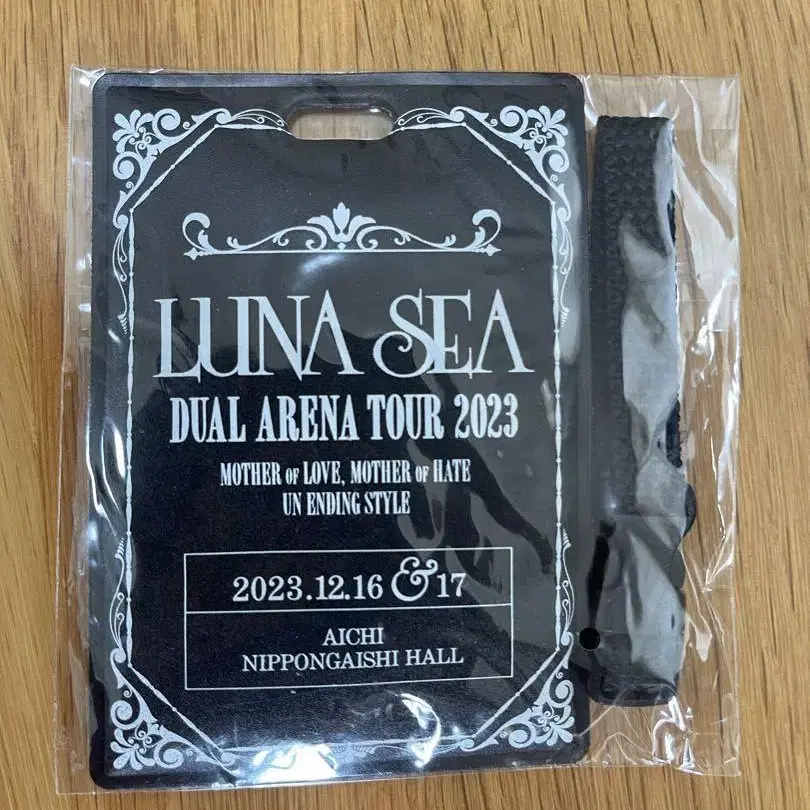 LUNA SEA
DUAL ARENA TOUR 2023
MOTHER OF LOVE, MOTHER OF HATE
UN ENDING STYLE
2023.12.16 & 17
AICHI
NIPPONGAISHI HALL